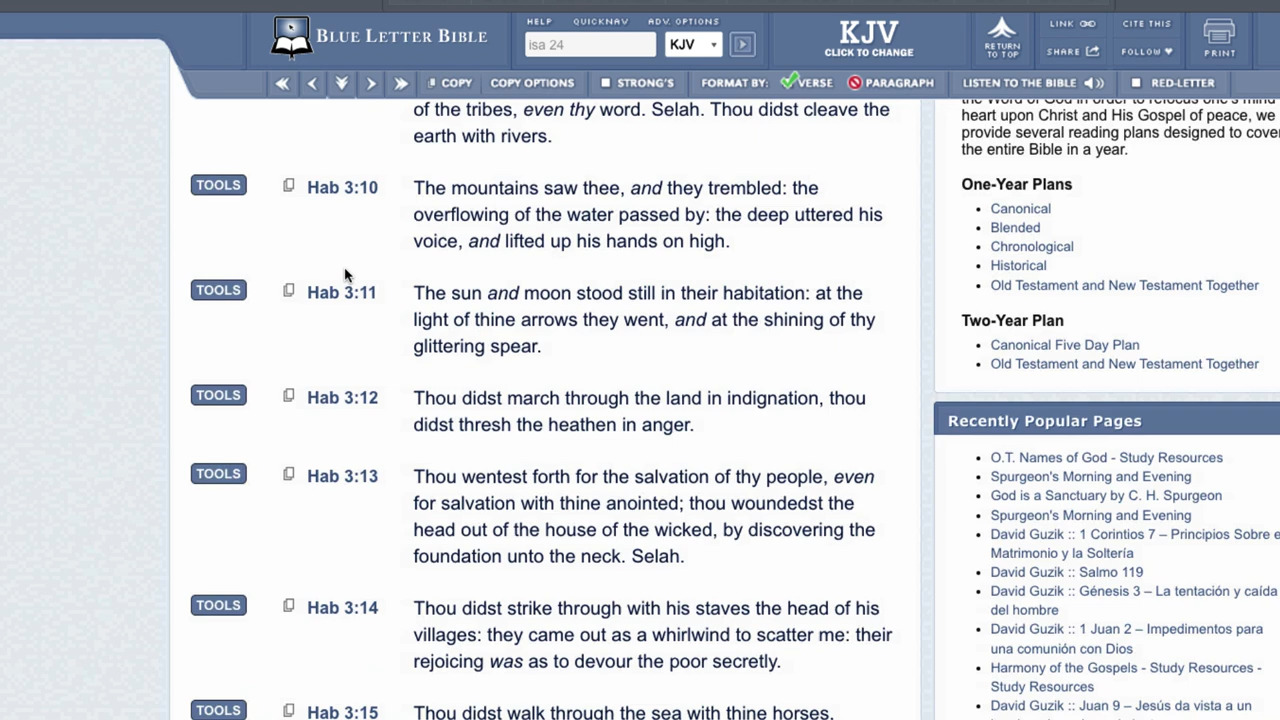 BLUE LETTER BIBLE
HELP QUICKNAV ADV. OPTIONS
isa 24
KJV
KJV
CLICK TO CHANGE
RETURN
TO TOP
LINK
CITE THIS
SHARE
FOLLOW
PRINT
COPY
COPY OPTIONS
STRONG'S
FORMAT BY: VERSE PARAGRAPH
LISTEN TO THE BIBLE
RED-LETTER
of the tribes, even thy word. Selah. Thou didst cleave the
earth with rivers.
TOOLS
Hab 3:10
The mountains saw thee, and they trembled: the
overflowing of the water passed by: the deep uttered his
voice, and lifted up his hands on high.
TOOLS
Hab 3:11
The sun and moon stood still in their habitation: at the
light of thine arrows they went, and at the shining of thy
glittering spear.
TOOLS
Hab 3:12
Thou didst march through the land in indignation, thou
didst thresh the heathen in anger.
TOOLS
Hab 3:13
Thou wentest forth for the salvation of thy people, even
for salvation with thine anointed; thou woundedst the
head out of the house of the wicked, by discovering the
foundation unto the neck. Selah.
TOOLS
Hab 3:14
Thou didst strike through with his staves the head of his
villages: they came out as a whirlwind to scatter me: their
rejoicing was as to devour the poor secretly.
TOOLS
Hab 3:15
Thou didst walk through the sea with thine horses,
the Word of God in order to refocus one's mind
heart upon Christ and His Gospel of peace, we
provide several reading plans designed to cover
the entire Bible in a year.
One-Year Plans
Canonical
Blended
Chronological
Historical
Old Testament and New Testament Together
Two-Year Plan
Canonical Five Day Plan
Old Testament and New Testament Together
Recently Popular Pages
O.T. Names of God - Study Resources
Spurgeon's Morning and Evening
God is a Sanctuary by C. H. Spurgeon
Spurgeon's Morning and Evening
David Guzik :: 1 Corintios 7 – Principios Sobre e
Matrimonio y la Soltería
David Guzik :: Salmo 119
David Guzik :: Génesis 3 – La tentación y caída
del hombre
David Guzik :: 1 Juan 2 – Impedimentos para
una comunión con Dios
Harmony of the Gospels - Study Resources -
Study Resources
David Guzik :: Juan 9 – Jesús da vista a un